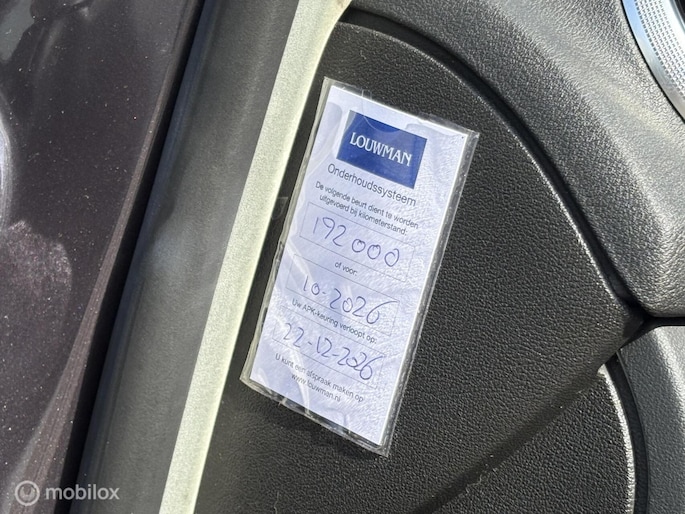 LOUWMAN
Onderhoudssysteem
De volgende beurt dient te worden
uitgevoerd bij kilometerstand:
192000
of voor:
10-2026
Uw APK-keuring verloopt op:
22-12-2026
U kunt een afspraak maken op
www.louwman.nl
mobilox